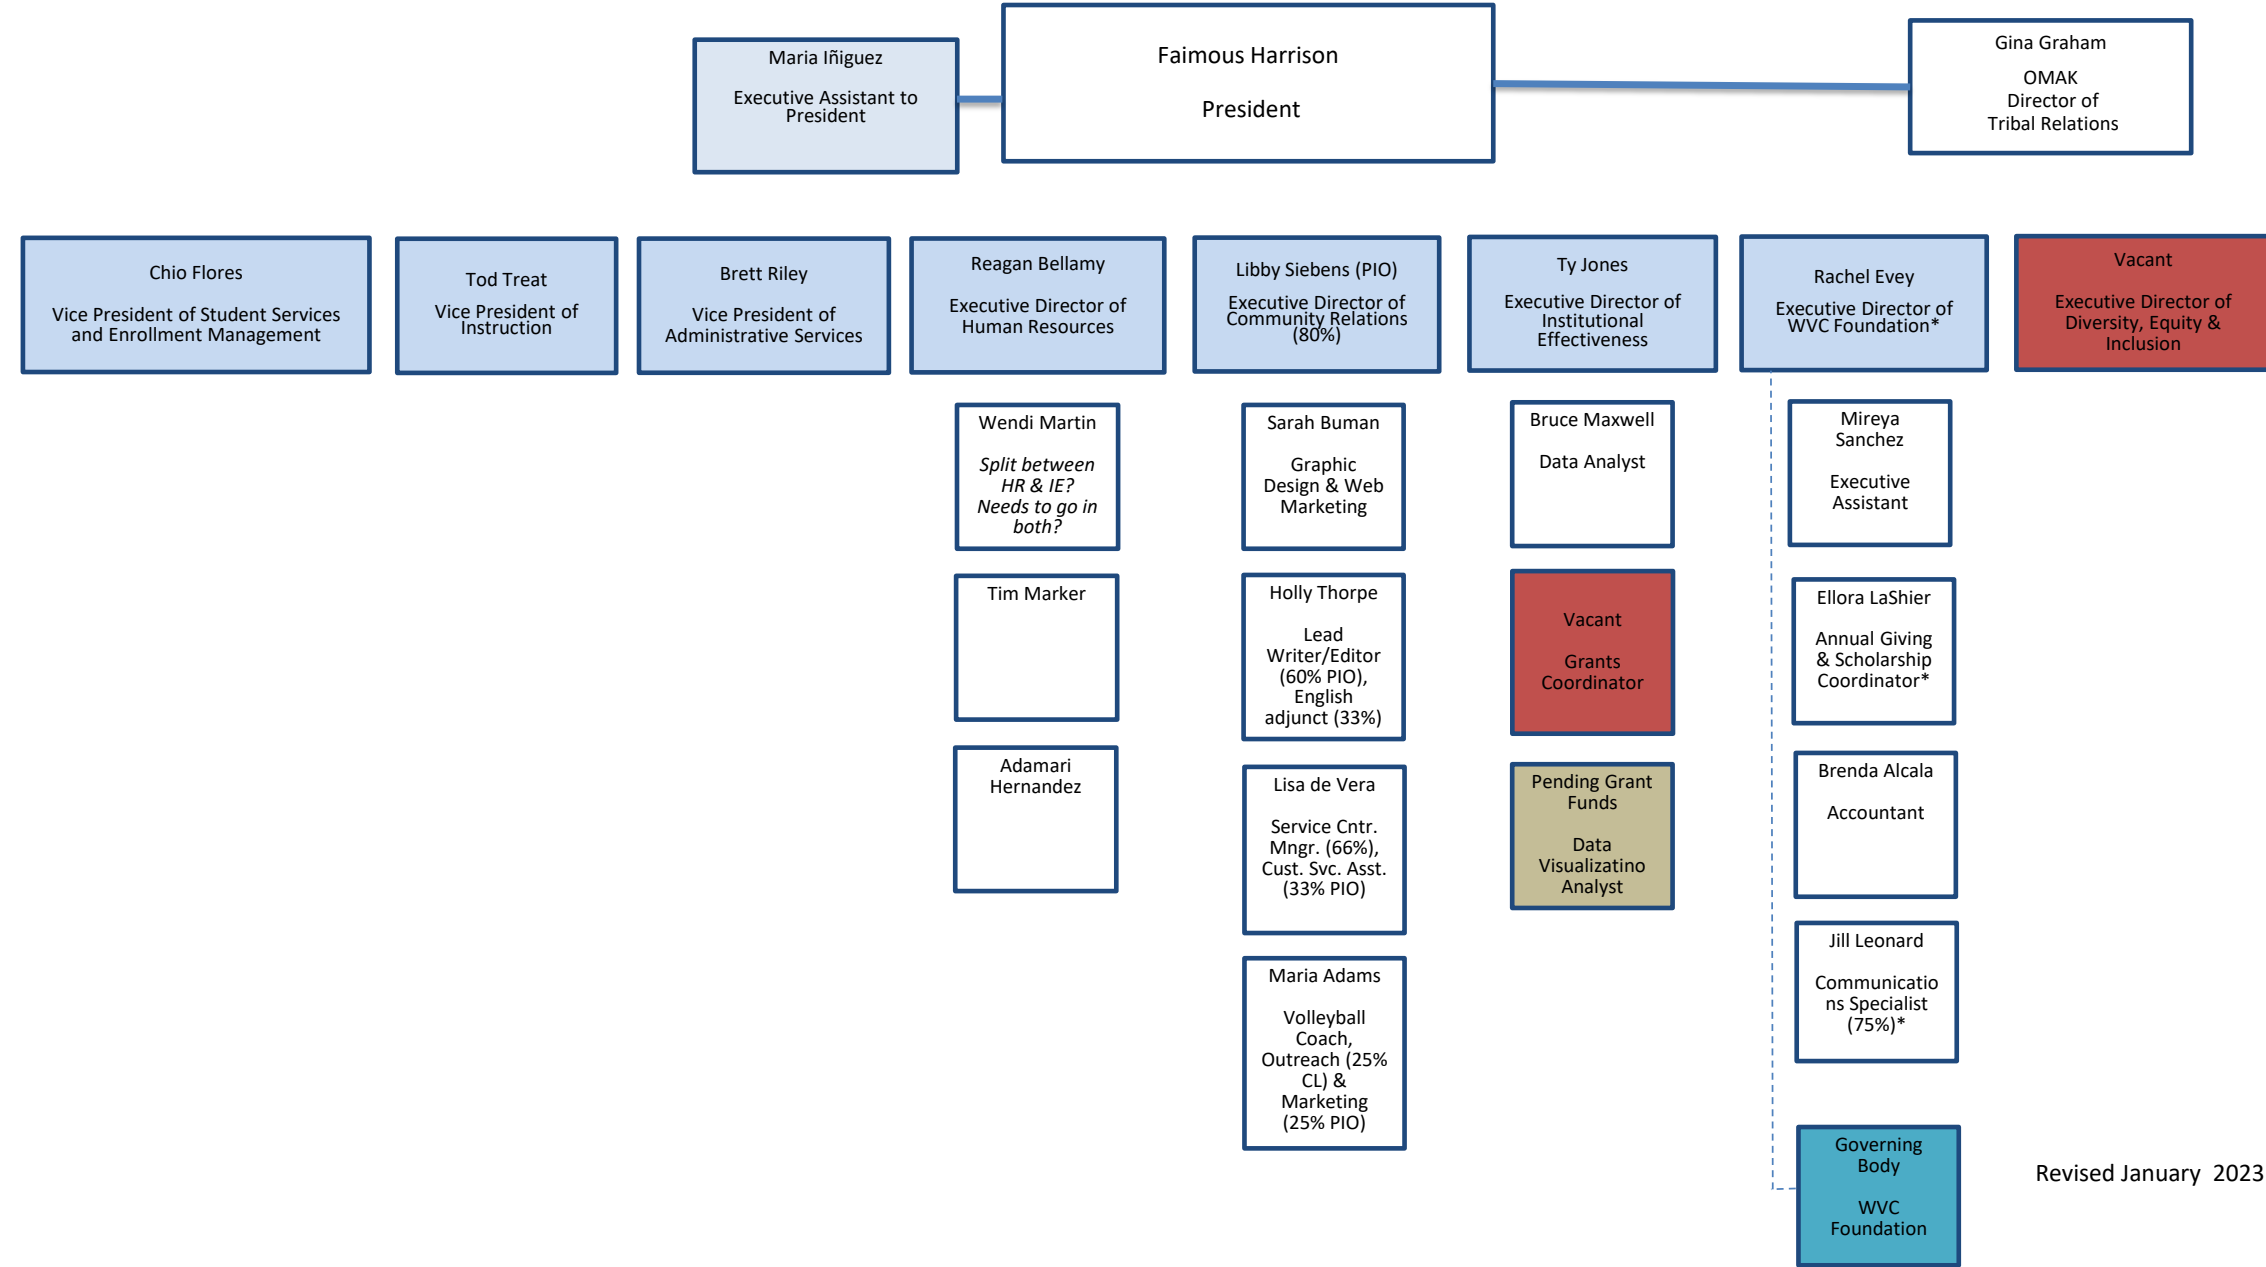 Maria Iñiguez
Executive Assistant to
President
Faimous Harrison
President
Gina Graham
OMAK
Director of
Tribal Relations
Chio Flores
Vice President of Student Services
and Enrollment Management
Tod Treat
Vice President of
Instruction
Brett Riley
Vice President of
Administrative Services
Reagan Bellamy
Executive Director of
Human Resources
Libby Siebens (PIO)
Executive Director of
Community Relations
(80%)
Ty Jones
Executive Director of
Institutional
Effectiveness
Rachel Evey
Executive Director of
WVC Foundation*
Vacant
Executive Director of
Diversity, Equity &
Inclusion
Wendi Martin
Split between
HR & IE?
Needs to go in
both?
Tim Marker
Adamari
Hernandez
Sarah Buman
Graphic
Design & Web
Marketing
Holly Thorpe
Lead
Writer/Editor
(60% PIO),
English
adjunct (33%)
Lisa de Vera
Service Cntr.
Mngr. (66%),
Cust. Svc. Asst.
(33% PIO)
Maria Adams
Volleyball
Coach,
Outreach (25%
CL) &
Marketing
(25% PIO)
Bruce Maxwell
Data Analyst
Vacant
Grants
Coordinator
Pending Grant
Funds
Data
Visualizatino
Analyst
Mireya
Sanchez
Executive
Assistant
Ellora LaShier
Annual Giving
& Scholarship
Coordinator*
Brenda Alcala
Accountant
Jill Leonard
Communicatio
ns Specialist
(75%)*
Governing
Body
WVC
Foundation
Revised January 2023